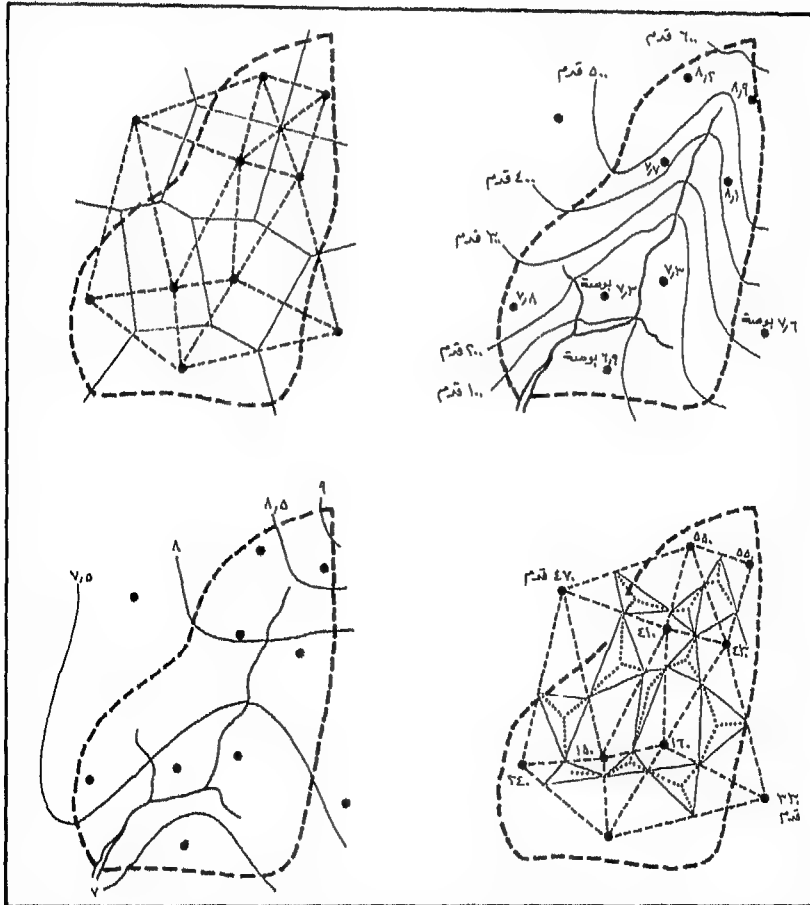 ٦٠٠ قدم
٥٠٠ قدم
٨,٢
٨,٩
٤٠٠ قدم
٧,٧
٨,١
٣٠٠ قدم
٧,٨
٧,٣ بوصة
٧,٣
٧,٦ بوصة
٢٠٠ قدم
٦,٩ بوصة
١٠٠ قدم
٩
٨,٥
٨
٧,٥
٧
٥٥٠
٥٥٠
٤٧٠ قدم
٤١٠
٤٢٠
١٥٠
١٦٠
٢٤٠
٣٢٠
قدم